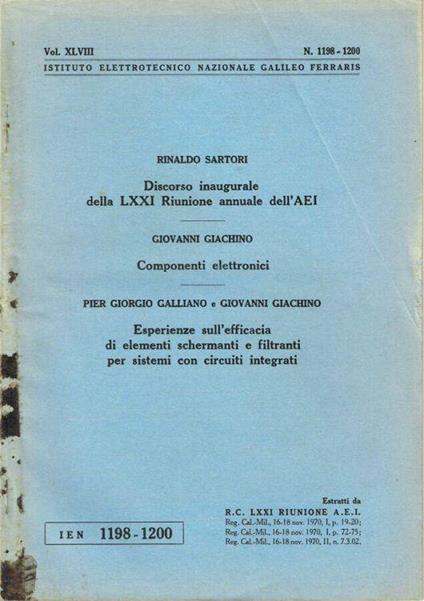 Vol. XLVIII N. 1198-1200
ISTITUTO ELETTROTECNICO NAZIONALE GALILEO FERRARIS
RINALDO SARTORI
Discorso inaugurale
della LXXI Riunione annuale dell'AEI
GIOVANNI GIACHINO
Componenti elettronici
PIER GIORGIO GALLIANO e GIOVANNI GIACHINO
Esperienze sull'efficacia
di elementi schermanti e filtranti
per sistemi con circuiti integrati
Estratti da
R.C. LXXI RIUNIONE A.E.I.
Reg. Cal.-Mil., 16-18 nov. 1970, I, p. 19-20;
Reg. Cal.-Mil., 16-18 nov. 1970, I, p. 72-75;
Reg. Cal.-Mil., 16-18 nov. 1970, II, n. 7.3.02.
IEN 1198-1200